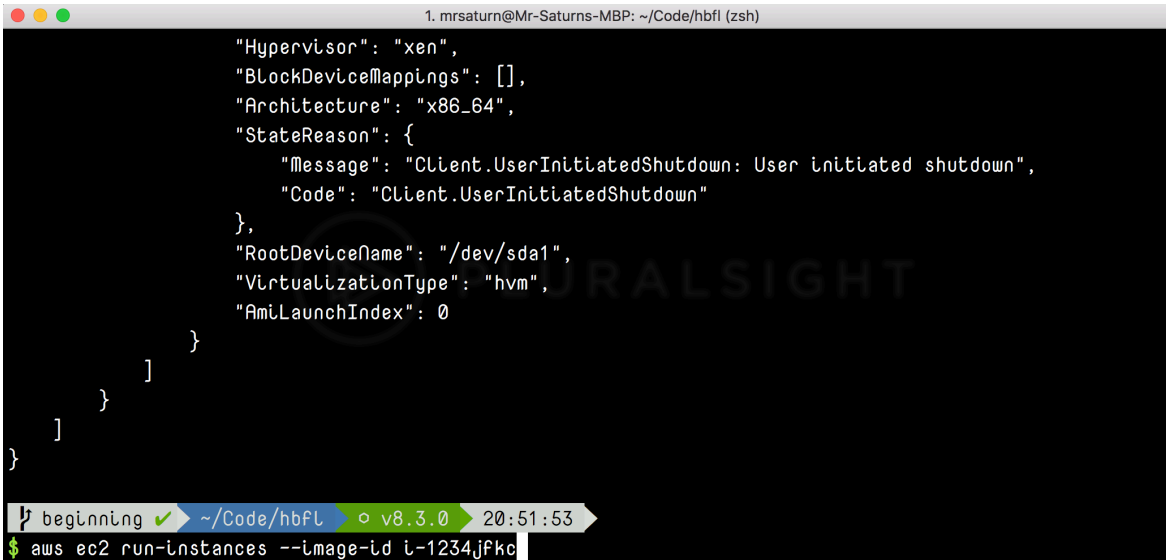 1. mrsaturn@Mr-Saturns-MBP: ~/Code/hbfl (zsh)
"Hypervisor": "xen",
"BlockDeviceMappings": [],
"Architecture": "x86_64",
"StateReason": {
"Message": "Client.UserInitiatedShutdown: User initiated shutdown",
"Code": "Client.UserInitiatedShutdown"
},
"RootDeviceName": "/dev/sda1",
"VirtualizationType": "hvm",
"AmiLaunchIndex": 0
}
]
}
]
}
PLURALSIGHT
beginning ✔ ~/Code/hbfl ⬡ v8.3.0 20:51:53
$ aws ec2 run-instances --image-id i-1234jfkc